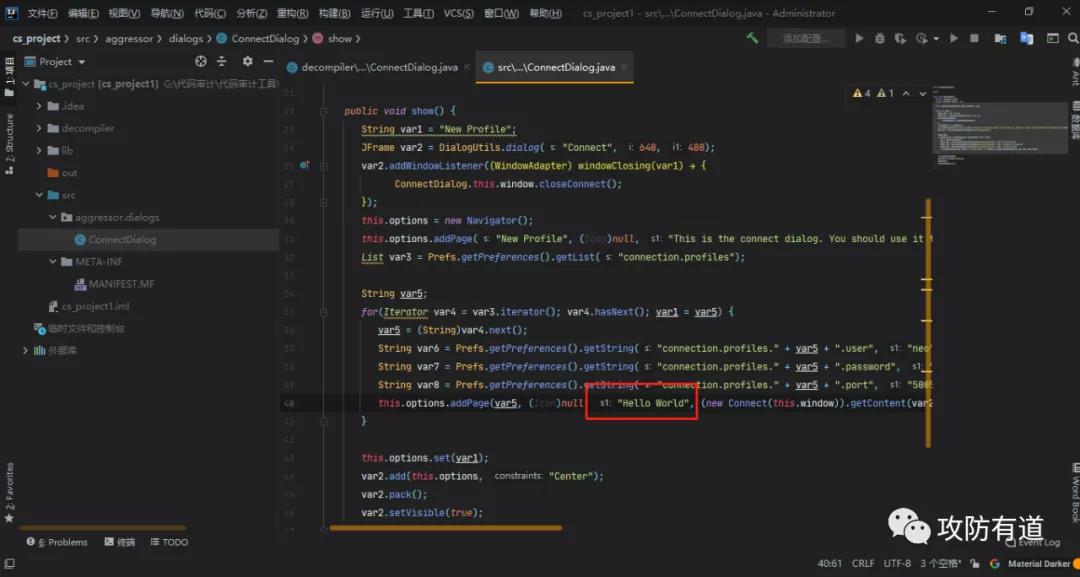 文件(F) 编辑(E) 视图(V) 导航(N) 代码(C) 分析(Z) 重构(R) 构建(B) 运行(U) 工具(T) VCS(S) 窗口(W) 帮助(H) cs_project1 - src\...\ConnectDialog.java - Administrator
cs_project1 src aggressor dialogs ConnectDialog show 添加配置...
1: 项目 Project decompiler\...\ConnectDialog.java src\...\ConnectDialog.java Ant
cs_project [cs_project1] G:\代码审计\代码审计工具\
.idea
decompiler
lib
out
src
aggressor.dialogs
ConnectDialog
META-INF
MANIFEST.MF
cs_project1.iml
临时文件和控制台
外部库
7: Structure
2: Favorites
数据库
Word Book
4 1
21
22 public void show() {
23 String var1 = "New Profile";
24 JFrame var2 = DialogUtils.dialog( s: "Connect", i: 640, i1: 480);
25 var2.addWindowListener((WindowAdapter) windowClosing(var1) → {
27 ConnectDialog.this.window.closeConnect();
28 });
this.options = new Navigator();
31 this.options.addPage( s: "New Profile", (Icon)null, s1: "This is the connect dialog. You should use it
32 List var3 = Prefs.getPreferences().getList( s: "connection.profiles");
33
34 String var5;
35 for(Iterator var4 = var3.iterator(); var4.hasNext(); var1 = var5) {
36 var5 = (String)var4.next();
37 String var6 = Prefs.getPreferences().getString( s: "connection.profiles." + var5 + ".user", s1: "neo"
38 String var7 = Prefs.getPreferences().getString( s: "connection.profiles." + var5 + ".password",
39 String var8 = Prefs.getPreferences().getString( s: "connection.profiles." + var5 + ".port", s1:
40 this.options.addPage(var5, (Icon)null s1: "Hello World", (new Connect(this.window)).getContent(var2
41 }
42
43 this.options.set(var1);
44 var2.add(this.options, constraints: "Center");
45 var2.pack();
46 var2.setVisible(true);
47
攻防有道
6: Problems 终端 TODO Event Log
40:61 CRLF UTF-8 3 个空格* Material Darker